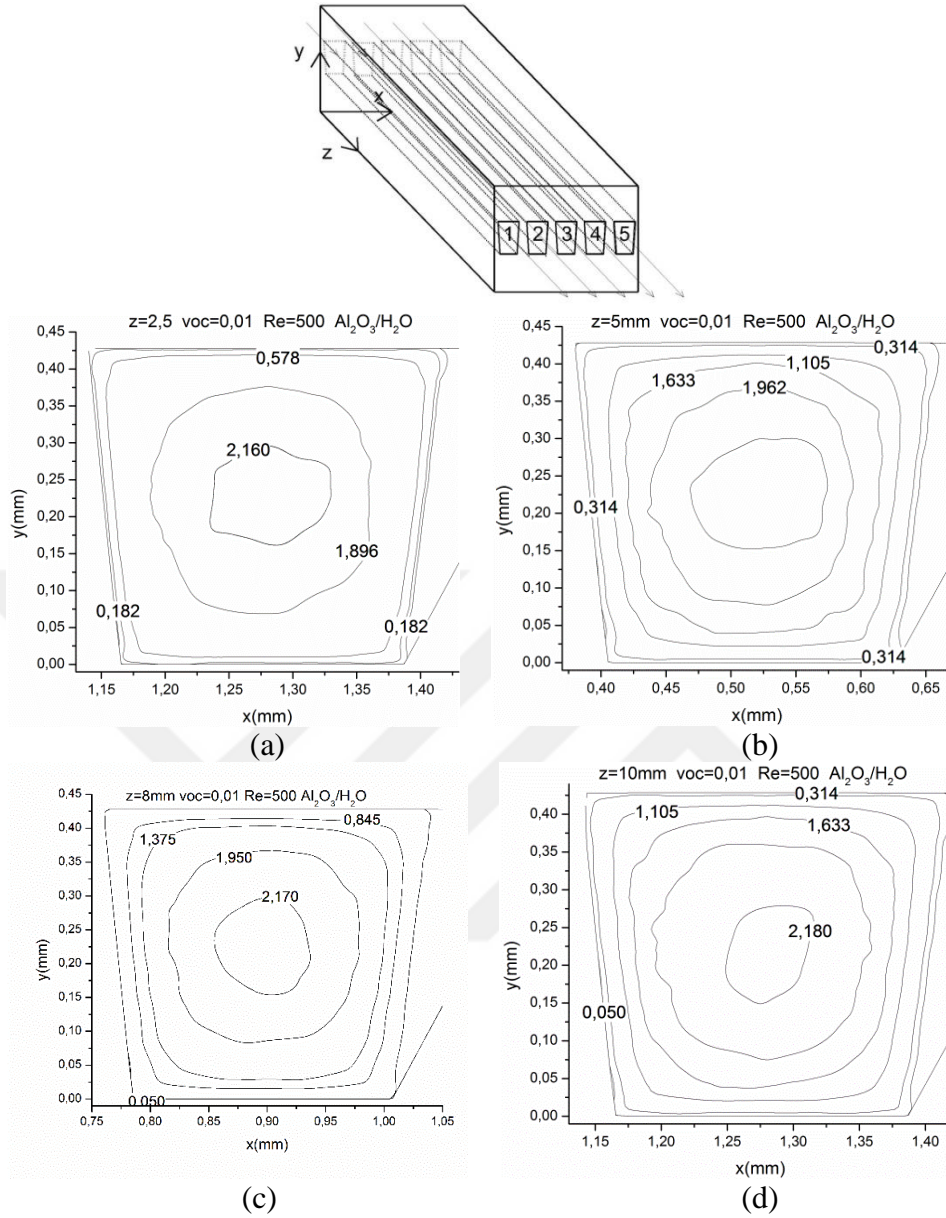 y
x
z
1 2 3 4 5
z=2,5 voc=0,01 Re=500 Al₂O₃/H₂O
0,45
0,40
0,35
0,30
0,25
0,20
0,15
0,10
0,05
0,00
y(mm)
0,578
2,160
1,896
0,182
0,182
1,15 1,20 1,25 1,30 1,35 1,40
x(mm)
(a)
z=5mm voc=0,01 Re=500 Al₂O₃/H₂O
0,45
0,40
0,35
0,30
0,25
0,20
0,15
0,10
0,05
0,00
y(mm)
0,314
1,105
1,633
1,962
0,314
0,314
0,40 0,45 0,50 0,55 0,60 0,65
x(mm)
(b)
z=8mm voc=0,01 Re=500 Al₂O₃/H₂O
0,45
0,40
0,35
0,30
0,25
0,20
0,15
0,10
0,05
0,00
y(mm)
0,845
1,375
1,950
2,170
0,050
0,75 0,80 0,85 0,90 0,95 1,00 1,05
x(mm)
(c)
z=10mm voc=0,01 Re=500 Al₂O₃/H₂O
0,45
0,40
0,35
0,30
0,25
0,20
0,15
0,10
0,05
0,00
y(mm)
0,314
1,105
1,633
2,180
0,050
1,15 1,20 1,25 1,30 1,35 1,40
x(mm)
(d)